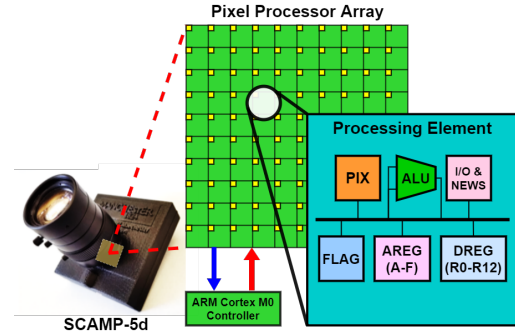 Pixel Processor Array
Processing Element
PIX
ALU
I/O &
NEWS
FLAG
AREG
(A-F)
DREG
(R0-R12)
ARM Cortex M0
Controller
SCAMP-5d